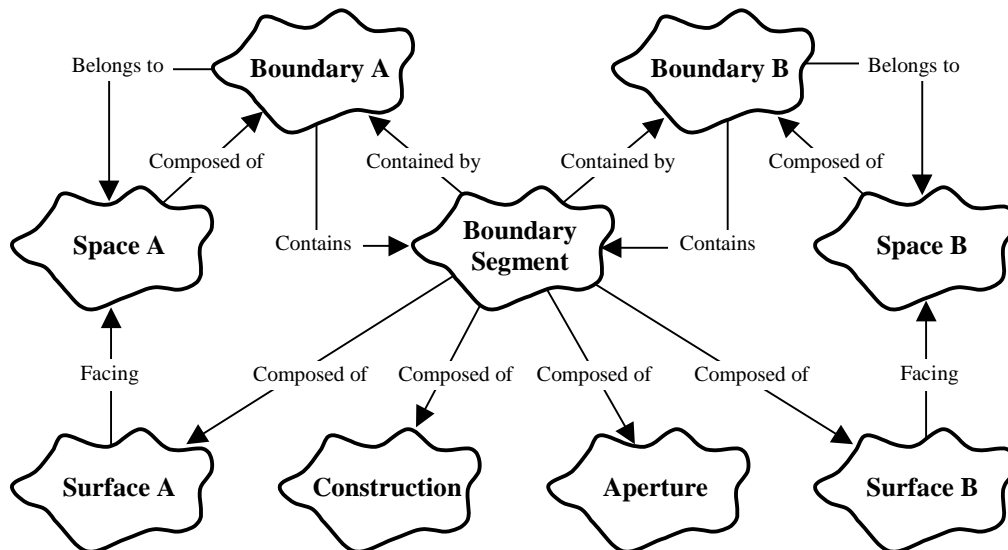 Belongs to
Boundary A
Boundary B
Belongs to
Composed of
Contained by
Contained by
Composed of
Space A
Contains
Boundary
Segment
Contains
Space B
Facing
Composed of
Composed of
Composed of
Composed of
Facing
Surface A
Construction
Aperture
Surface B